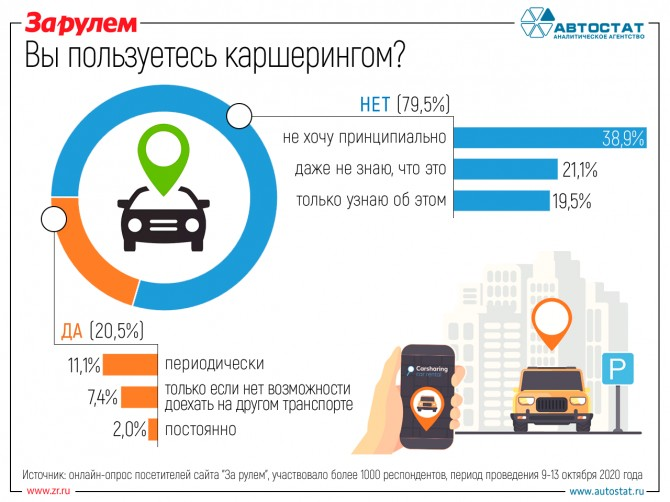 За рулем
АВТОСТАТ
АНАЛИТИЧЕСКОЕ АГЕНТСТВО
Вы пользуетесь каршерингом?
НЕТ (79,5%)
не хочу принципиально 38,9%
даже не знаю, что это 21,1%
только узнаю об этом 19,5%
ДА (20,5%)
11,1% периодически
7,4% только если нет возможности
доехать на другом транспорте
2,0% постоянно
Carsharing
car rental
P
Источник: онлайн-опрос посетителей сайта "За рулем", участвовало более 1000 респондентов, период проведения 9-13 октября 2020 года
www.zr.ru
www.autostat.ru